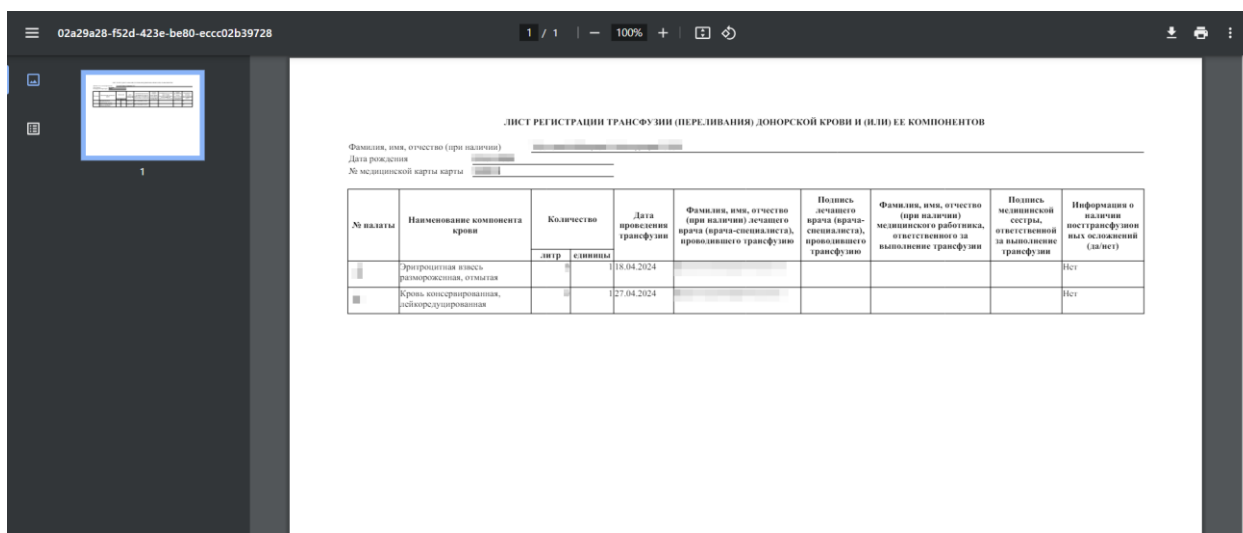 02a29a28-f52d-423e-be80-eccc02b39728
1 / 1
100%
1
ЛИСТ РЕГИСТРАЦИИ ТРАНСФУЗИИ (ПЕРЕЛИВАНИЯ) ДОНОРСКОЙ КРОВИ И (ИЛИ) ЕЕ КОМПОНЕНТОВ
Фамилия, имя, отчество (при наличии)
Дата рождения
№ медицинской карты карты
№ палаты
Наименование компонента
крови
Количество
литр
единицы
Дата
проведения
трансфузии
Фамилия, имя, отчество
(при наличии) лечащего
врача (врача-специалиста),
проводившего трансфузию
Подпись
лечащего
врача (врача-
специалиста),
проводившего
трансфузию
Фамилия, имя, отчество
(при наличии)
медицинского работника,
ответственного за
выполнение трансфузии
Подпись
медицинской
сестры,
ответственной
за выполнение
трансфузии
Информация о
наличии
посттрансфузион
ных осложнений
(да/нет)
Эритроцитная взвесь
размороженная, отмытая
1
18.04.2024
Нет
Кровь консервированная,
лейкоредуцированная
1
27.04.2024
Нет